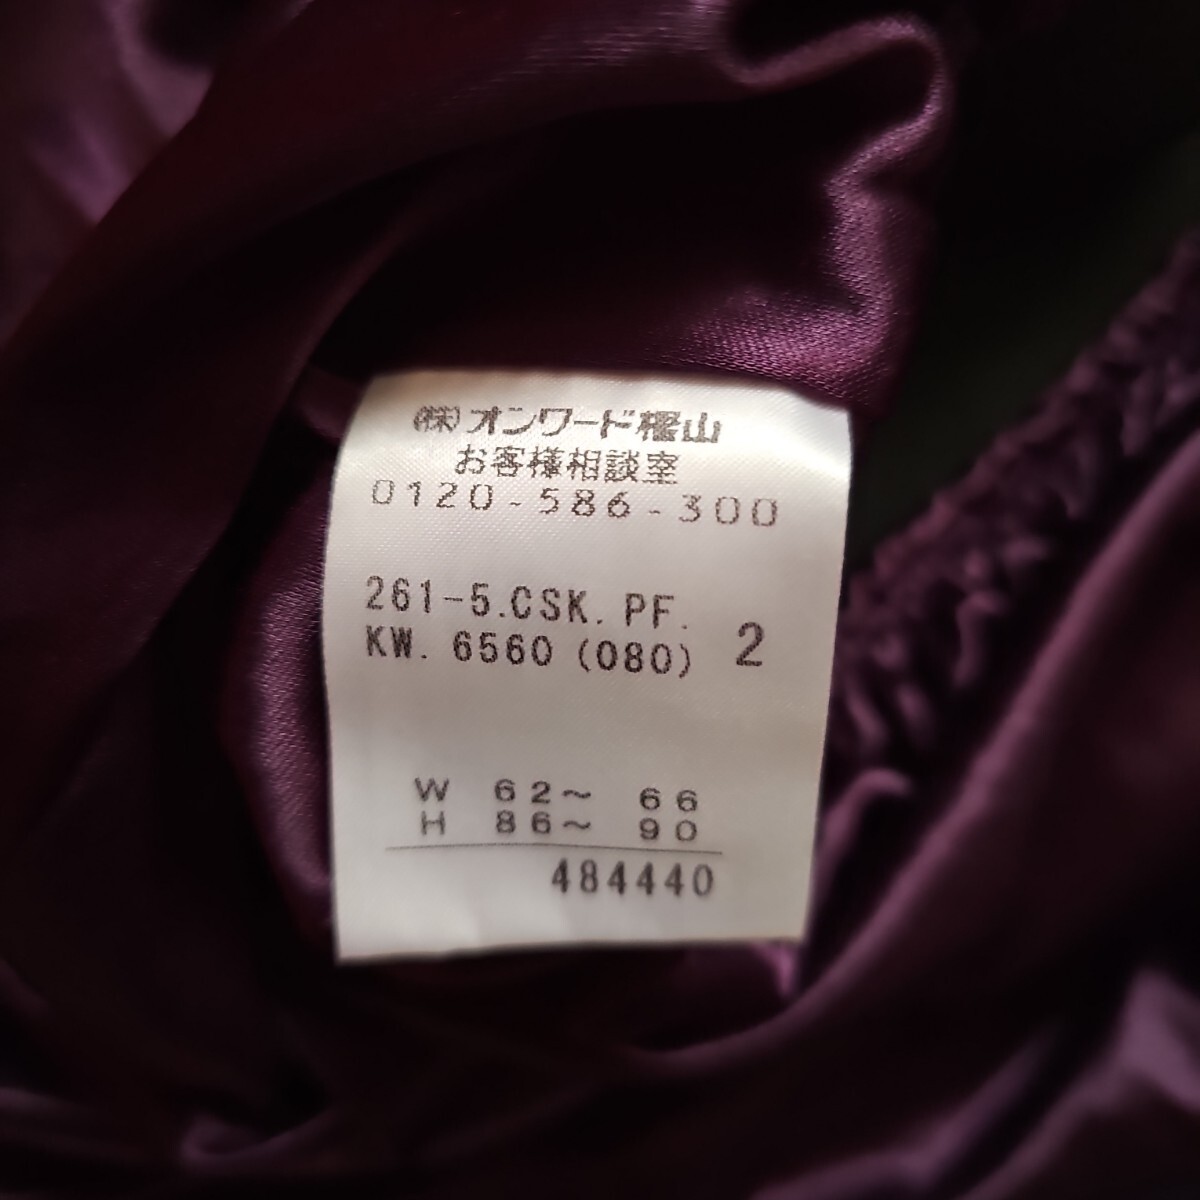 ㈱オンワード樫山
お客様相談室
0120-586-300
261-5.CSK.PF.
KW. 6560 (080) 2
W 62～ 66
H 86～ 90
484440